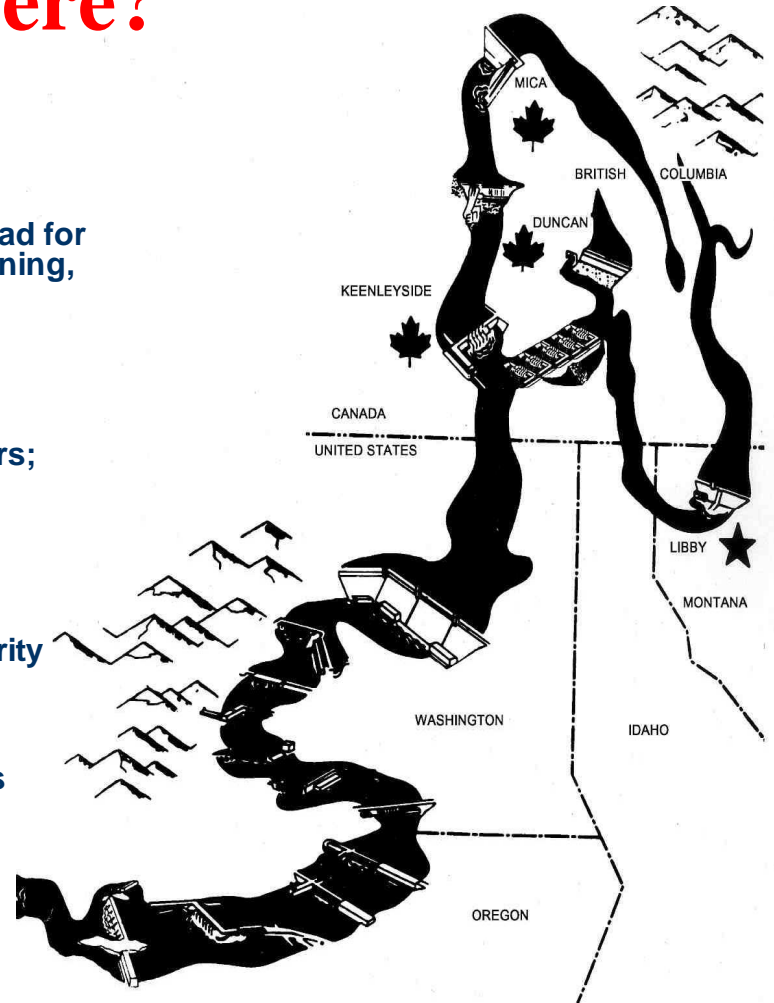 ere?
ad for
ning,
rs;
rity
s
MICA
BRITISH COLUMBIA
DUNCAN
KEENLEYSIDE
CANADA
UNITED STATES
LIBBY
MONTANA
WASHINGTON
IDAHO
OREGON